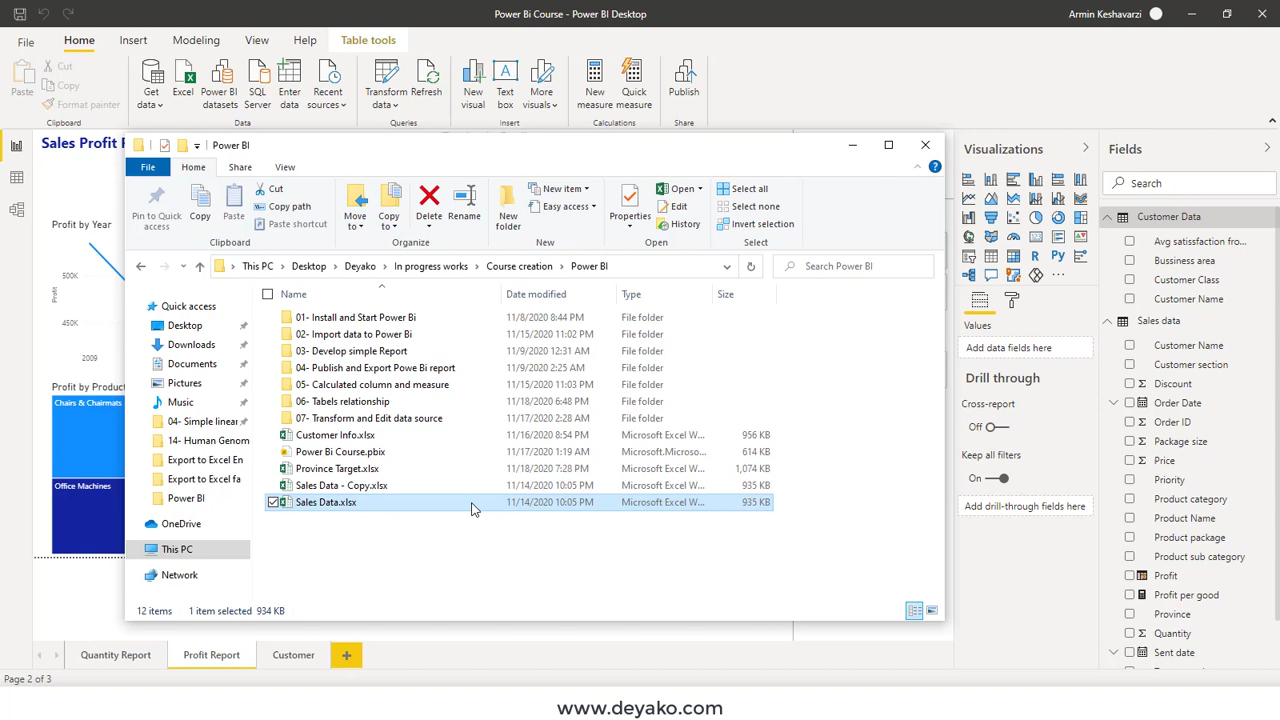 Power Bi Course - Power BI Desktop
Armin Keshavarzi
File
Home
Insert
Modeling
View
Help
Table tools
Paste
Cut
Copy
Format painter
Clipboard
Get data
Excel
Power BI datasets
SQL Server
Enter data
Recent sources
Data
Transform data
Refresh
Queries
New visual
Text box
More visuals
Insert
New measure
Quick measure
Calculations
Publish
Share
Sales Profit
Profit by Year
500K
Profit
450K
2009
Profit by Product
Chairs & Chairmats
Office Machines
Power BI
File
Home
Share
View
Pin to Quick access
Copy
Paste
Cut
Copy path
Paste shortcut
Clipboard
Move to
Copy to
Delete
Rename
Organize
New folder
New item
Easy access
New
Properties
Open
Edit
History
Open
Select all
Select none
Invert selection
Select
This PC
Desktop
Deyako
In progress works
Course creation
Power BI
Search Power BI
Quick access
Desktop
Downloads
Documents
Pictures
Music
04- Simple linear
14- Human Genom
Export to Excel En
Export to Excel fa
Power BI
OneDrive
This PC
Network
Name Date modified Type Size
01- Install and Start Power Bi 11/8/2020 8:44 PM File folder
02- Import data to Power Bi 11/15/2020 11:02 PM File folder
03- Develop simple Report 11/9/2020 12:31 AM File folder
04- Publish and Export Powe Bi report 11/9/2020 2:25 AM File folder
05- Calculated column and measure 11/15/2020 11:03 PM File folder
06- Tabels relationship 11/18/2020 6:48 PM File folder
07- Transform and Edit data source 11/17/2020 2:28 AM File folder
Customer Info.xlsx 11/16/2020 8:54 PM Microsoft Excel W... 956 KB
Power Bi Course.pbix 11/17/2020 1:19 AM Microsoft.Microso... 614 KB
Province Target.xlsx 11/18/2020 7:28 PM Microsoft Excel W... 1,074 KB
Sales Data - Copy.xlsx 11/14/2020 10:05 PM Microsoft Excel W... 935 KB
Sales Data.xlsx 11/14/2020 10:05 PM Microsoft Excel W... 935 KB
12 items 1 item selected 934 KB
Visualizations
Values
Add data fields here
Drill through
Cross-report
Off
Keep all filters
On
Add drill-through fields here
Fields
Search
Customer Data
Avg satisfaction fro...
Bussiness area
Customer Class
Customer Name
Sales data
Customer Name
Customer section
Discount
Order Date
Order ID
Package size
Price
Priority
Product category
Product Name
Product package
Product sub category
Profit
Profit per good
Province
Quantity
Sent date
Quantity Report
Profit Report
Customer
Page 2 of 3
www.deyako.com